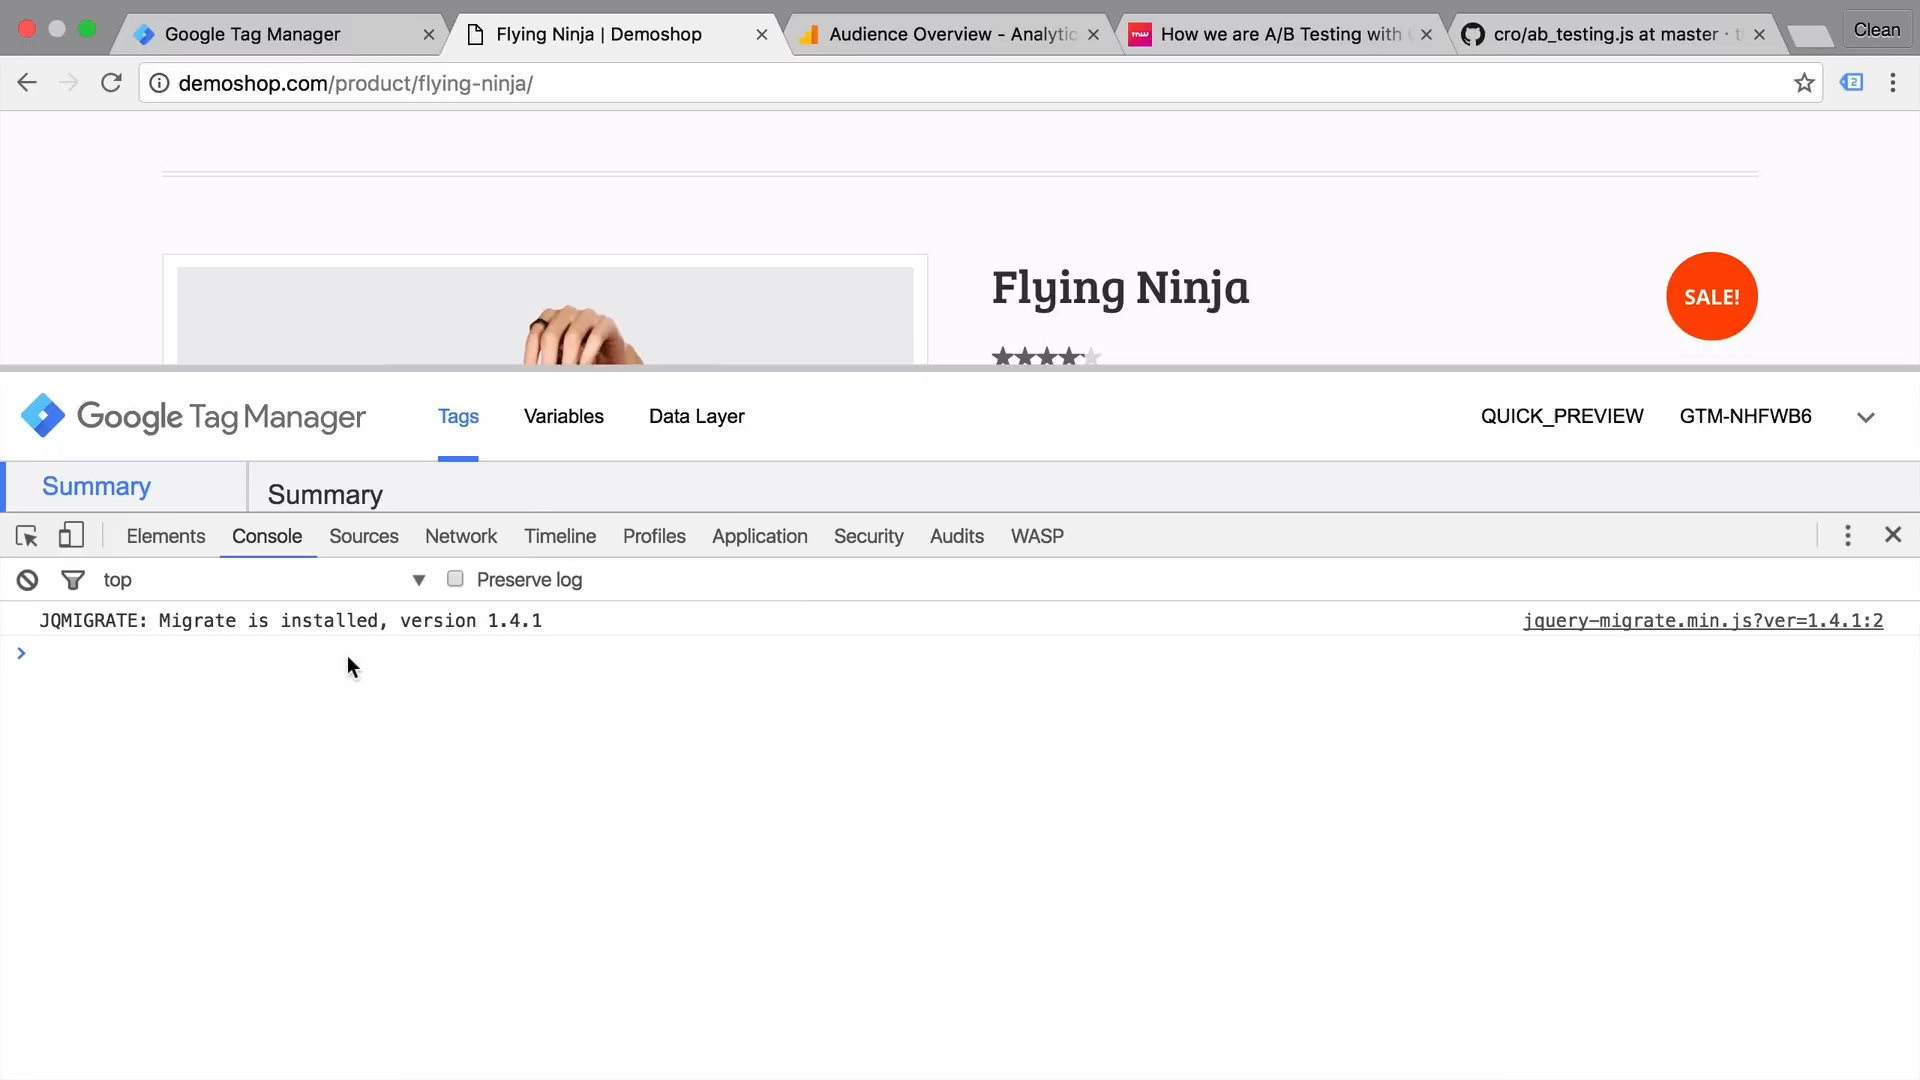 Google Tag Manager
Flying Ninja | Demoshop
Audience Overview - Analytic
How we are A/B Testing with
cro/ab_testing.js at master · t
Clean
demoshop.com/product/flying-ninja/
2
Flying Ninja
SALE!
Google Tag Manager
Tags
Variables
Data Layer
QUICK_PREVIEW
GTM-NHFWB6
Summary
Summary
Elements
Console
Sources
Network
Timeline
Profiles
Application
Security
Audits
WASP
top
Preserve log
JQMIGRATE: Migrate is installed, version 1.4.1
jquery-migrate.min.js?ver=1.4.1:2